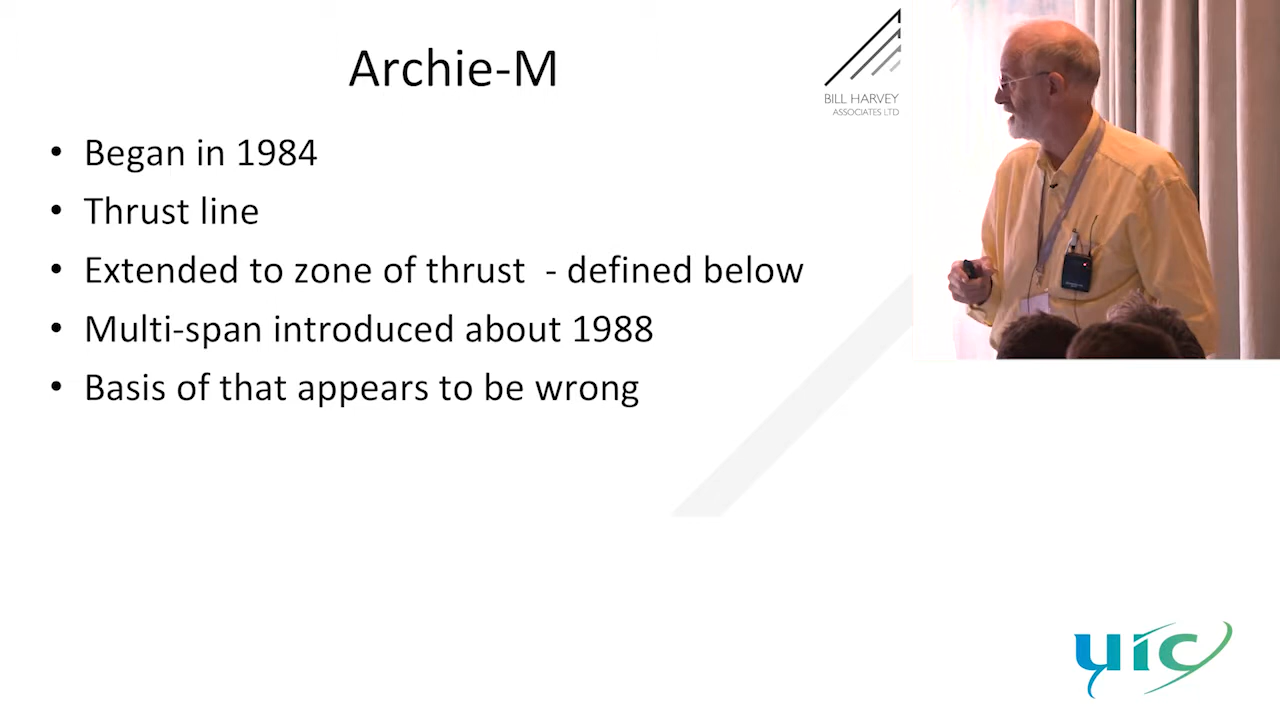 Archie-M
BILL HARVEY
ASSOCIATES LTD
• Began in 1984
• Thrust line
• Extended to zone of thrust - defined below
• Multi-span introduced about 1988
• Basis of that appears to be wrong
uic